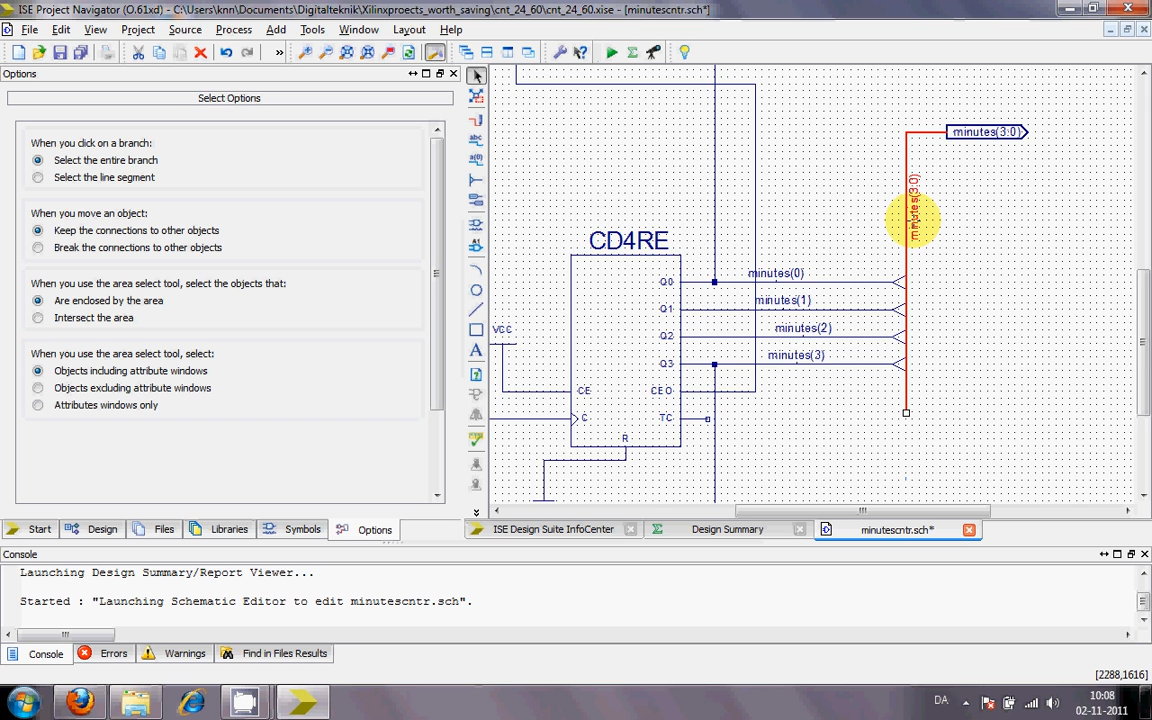 ISE Project Navigator (O.61xd) - C:\Users\knn\Documents\Digitalteknik\Xilinxproects_worth_saving\cnt_24_60\cnt_24_60.xise - [minutescntr.sch*]
File Edit View Project Source Process Add Tools Window Layout Help
»
Options
Select Options
When you click on a branch:
Select the entire branch
Select the line segment
When you move an object:
Keep the connections to other objects
Break the connections to other objects
When you use the area select tool, select the objects that:
Are enclosed by the area
Intersect the area
When you use the area select tool, select:
Objects including attribute windows
Objects excluding attribute windows
Attributes windows only
minutes(3:0)
minutes(3:0)
CD4RE
Q0 minutes(0)
Q1 minutes(1)
Q2 minutes(2)
Q3 minutes(3)
VCC
CE CEO
C TC
R
Start Design Files Libraries Symbols Options
ISE Design Suite InfoCenter Design Summary minutescntr.sch*
Console
Launching Design Summary/Report Viewer...
Started : "Launching Schematic Editor to edit minutescntr.sch".
Console Errors Warnings Find in Files Results
[2288,1616]
DA 10:08
02-11-2011